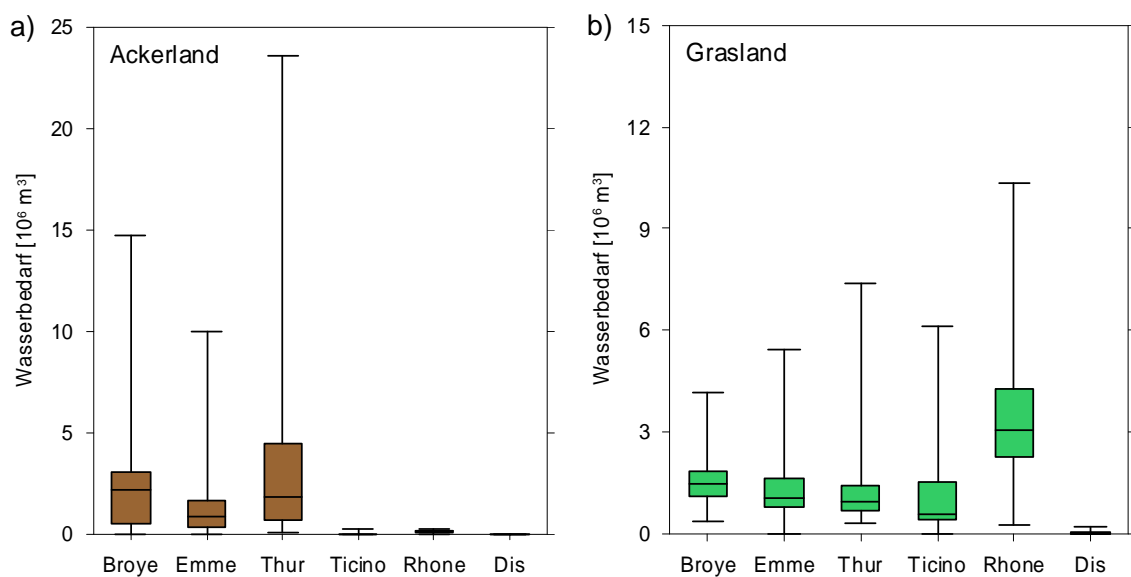 a)
Ackerland
Wasserbedarf [10⁶ m³]
25
20
15
10
5
0
Broye Emme Thur Ticino Rhone Dis
b)
Grasland
Wasserbedarf [10⁶ m³]
15
12
9
6
3
0
Broye Emme Thur Ticino Rhone Dis